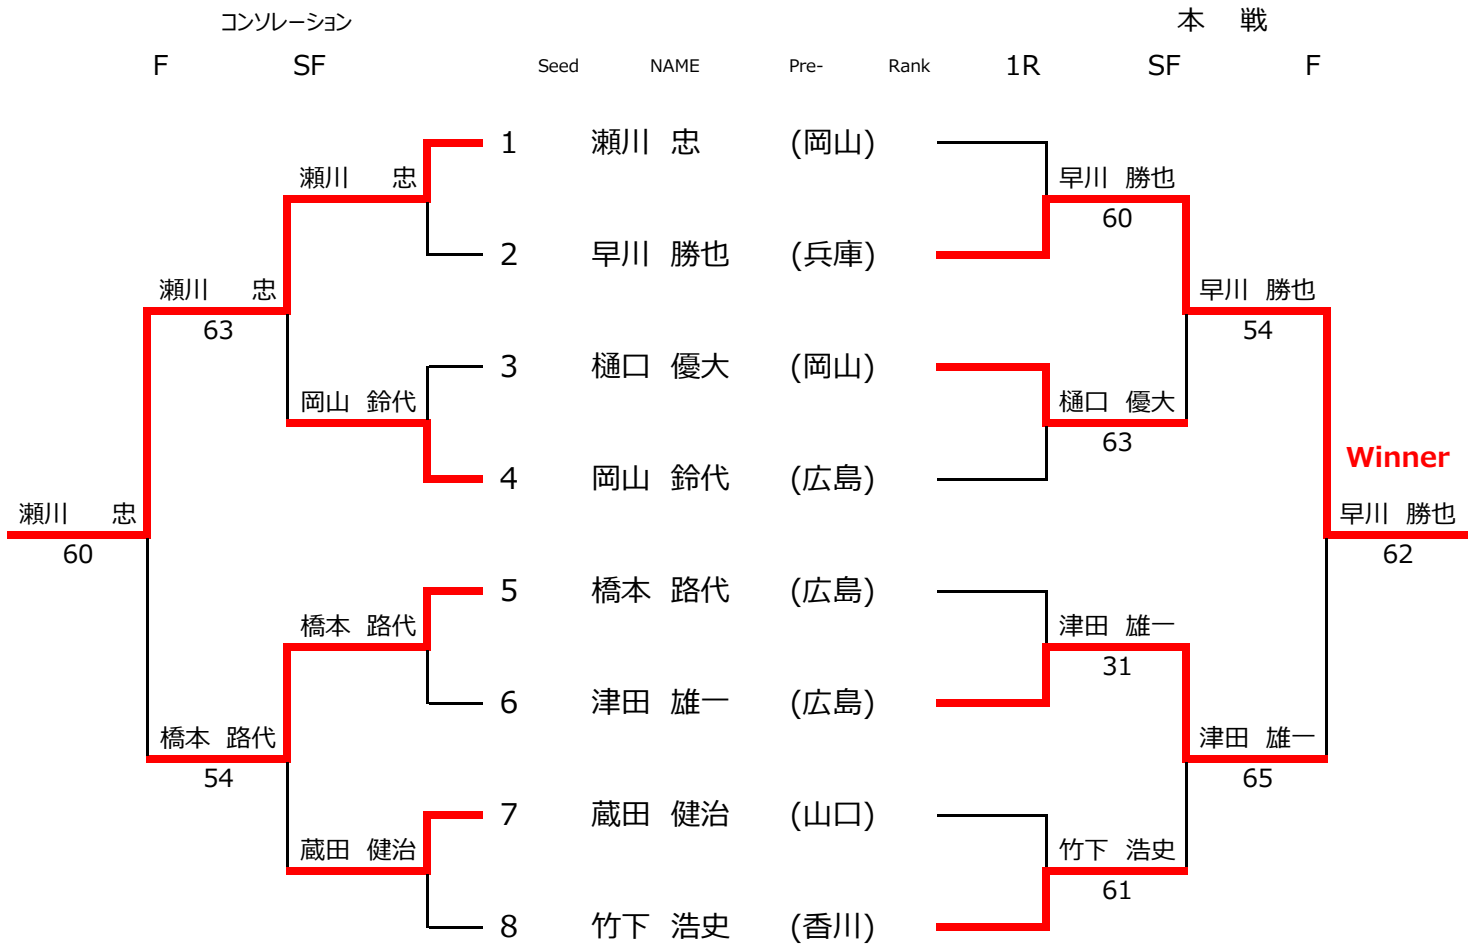 コンソレーション 本 戦
F SF Seed NAME Pre- Rank 1R SF F
1 瀬川 忠 (岡山)
瀬川 忠 早川 勝也
60
2 早川 勝也 (兵庫)
瀬川 忠 早川 勝也
63 54
3 樋口 優大 (岡山)
岡山 鈴代 樋口 優大
63
Winner
4 岡山 鈴代 (広島)
瀬川 忠 早川 勝也
60 62
5 橋本 路代 (広島)
橋本 路代 津田 雄一
31
6 津田 雄一 (広島)
橋本 路代 津田 雄一
54 65
7 蔵田 健治 (山口)
蔵田 健治 竹下 浩史
61
8 竹下 浩史 (香川)